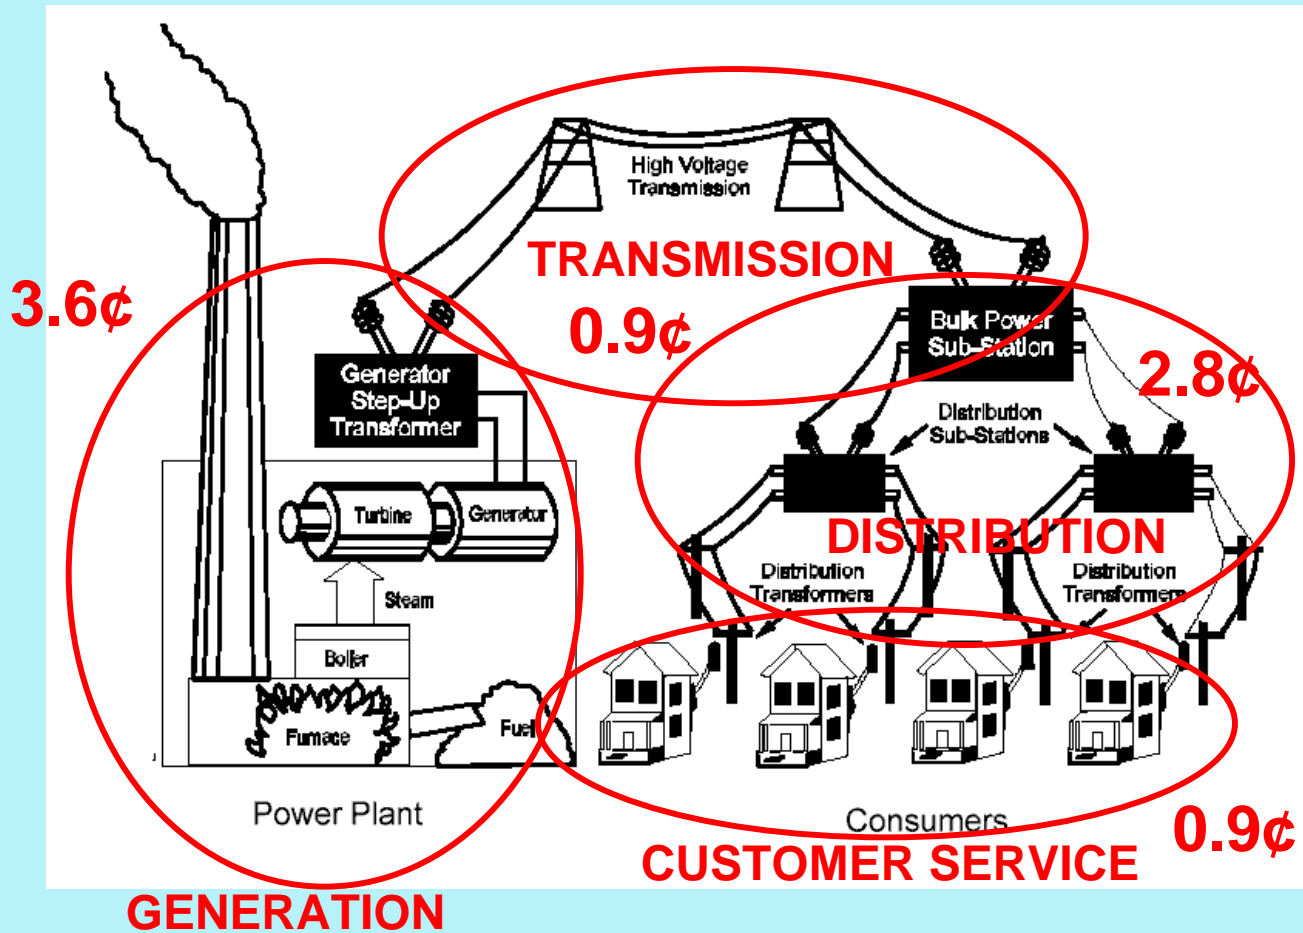 High Voltage
Transmission
TRANSMISSION
3.6¢
0.9¢
Bulk Power
Sub-Station
2.8¢
Generator
Step-Up
Transformer
Distribution
Sub-Stations
Turbine
Generator
DISTRIBUTION
Distribution
Transformers
Distribution
Transformers
Steam
Boiler
Furnace
Fuel
Power Plant
Consumers
0.9¢
CUSTOMER SERVICE
GENERATION